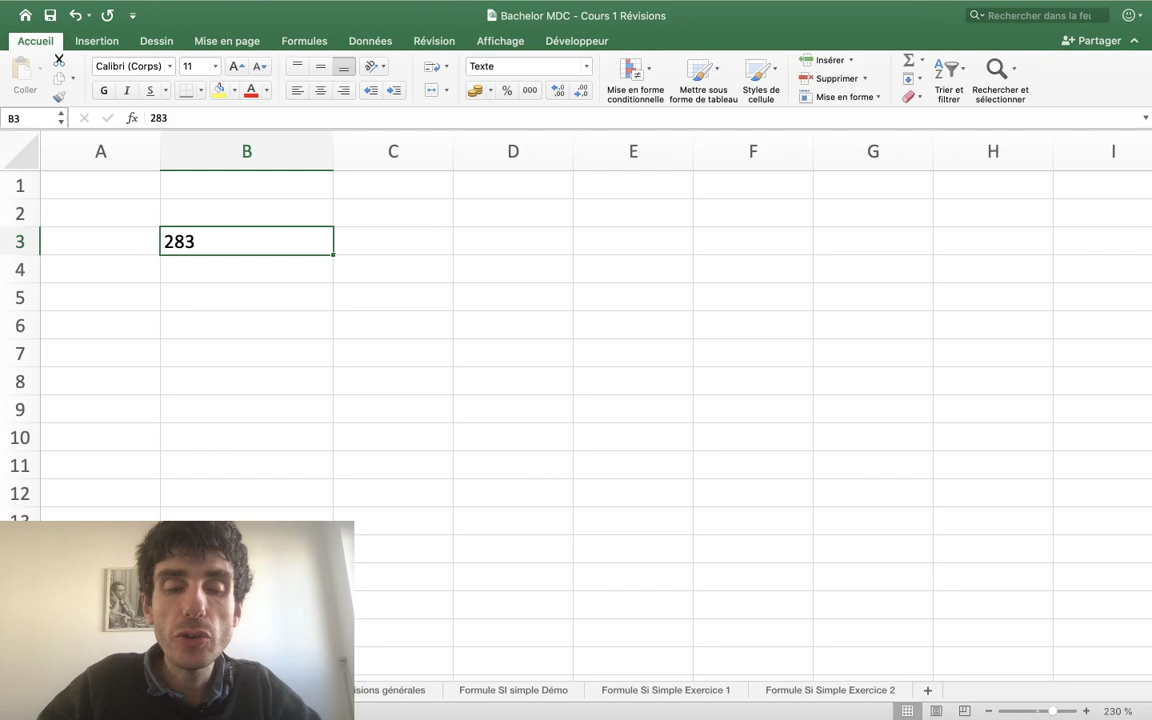 Bachelor MDC - Cours 1 Révisions
Rechercher dans la feu
Accueil Insertion Dessin Mise en page Formules Données Révision Affichage Développeur Partager
Coller
Calibri (Corps) 11
Texte
G I S
A
% 000
Mise en forme conditionnelle
Mettre sous forme de tableau
Styles de cellule
Insérer
Supprimer
Mise en forme
Trier et filtrer
Rechercher et sélectionner
B3 fx 283
A B C D E F G H I
1
2
3 283
4
5
6
7
8
9
10
11
12
isions générales Formule SI simple Démo Formule Si Simple Exercice 1 Formule Si Simple Exercice 2 +
230 %